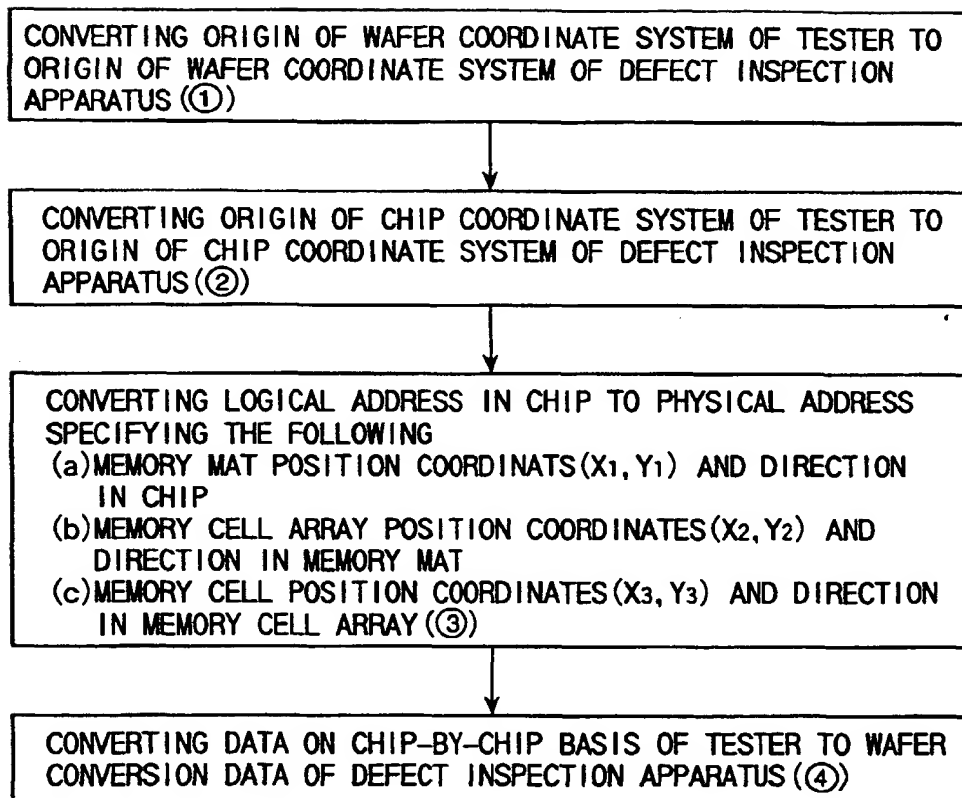 CONVERTING ORIGIN OF WAFER COORDINATE SYSTEM OF TESTER TO
ORIGIN OF WAFER COORDINATE SYSTEM OF DEFECT INSPECTION
APPARATUS(①)
CONVERTING ORIGIN OF CHIP COORDINATE SYSTEM OF TESTER TO
ORIGIN OF CHIP COORDINATE SYSTEM OF DEFECT INSPECTION
APPARATUS(②)
CONVERTING LOGICAL ADDRESS IN CHIP TO PHYSICAL ADDRESS
SPECIFYING THE FOLLOWING
(a)MEMORY MAT POSITION COORDINATS(X1,Y1) AND DIRECTION
IN CHIP
(b)MEMORY CELL ARRAY POSITION COORDINATES(X2,Y2) AND
DIRECTION IN MEMORY MAT
(c)MEMORY CELL POSITION COORDINATES(X3,Y3) AND DIRECTION
IN MEMORY CELL ARRAY(③)
CONVERTING DATA ON CHIP-BY-CHIP BASIS OF TESTER TO WAFER
CONVERSION DATA OF DEFECT INSPECTION APPARATUS(④)